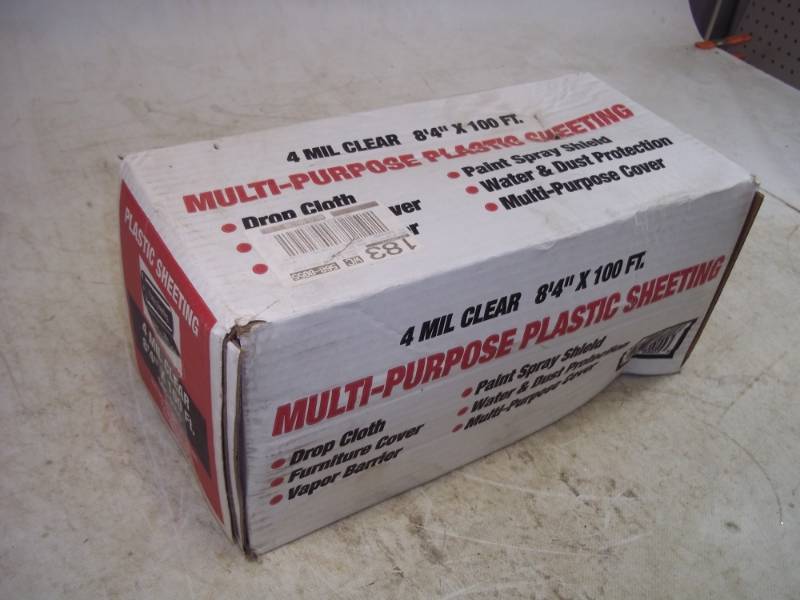 4 MIL CLEAR 8'4" X 100 FT.
MULTI-PURPOSE PLASTIC SHEETING
• Drop Cloth
ver
r
• Paint Spray Shield
• Water & Dust Protection
• Multi-Purpose Cover
183
PLASTIC SHEETING
4 MIL CLEAR 8'4" X 100 FT.
MULTI-PURPOSE PLASTIC SHEETING
• Drop Cloth
• Furniture Cover
• Vapor Barrier
• Paint Spray Shield
• Water & Dust Protection
• Multi-Purpose Cover